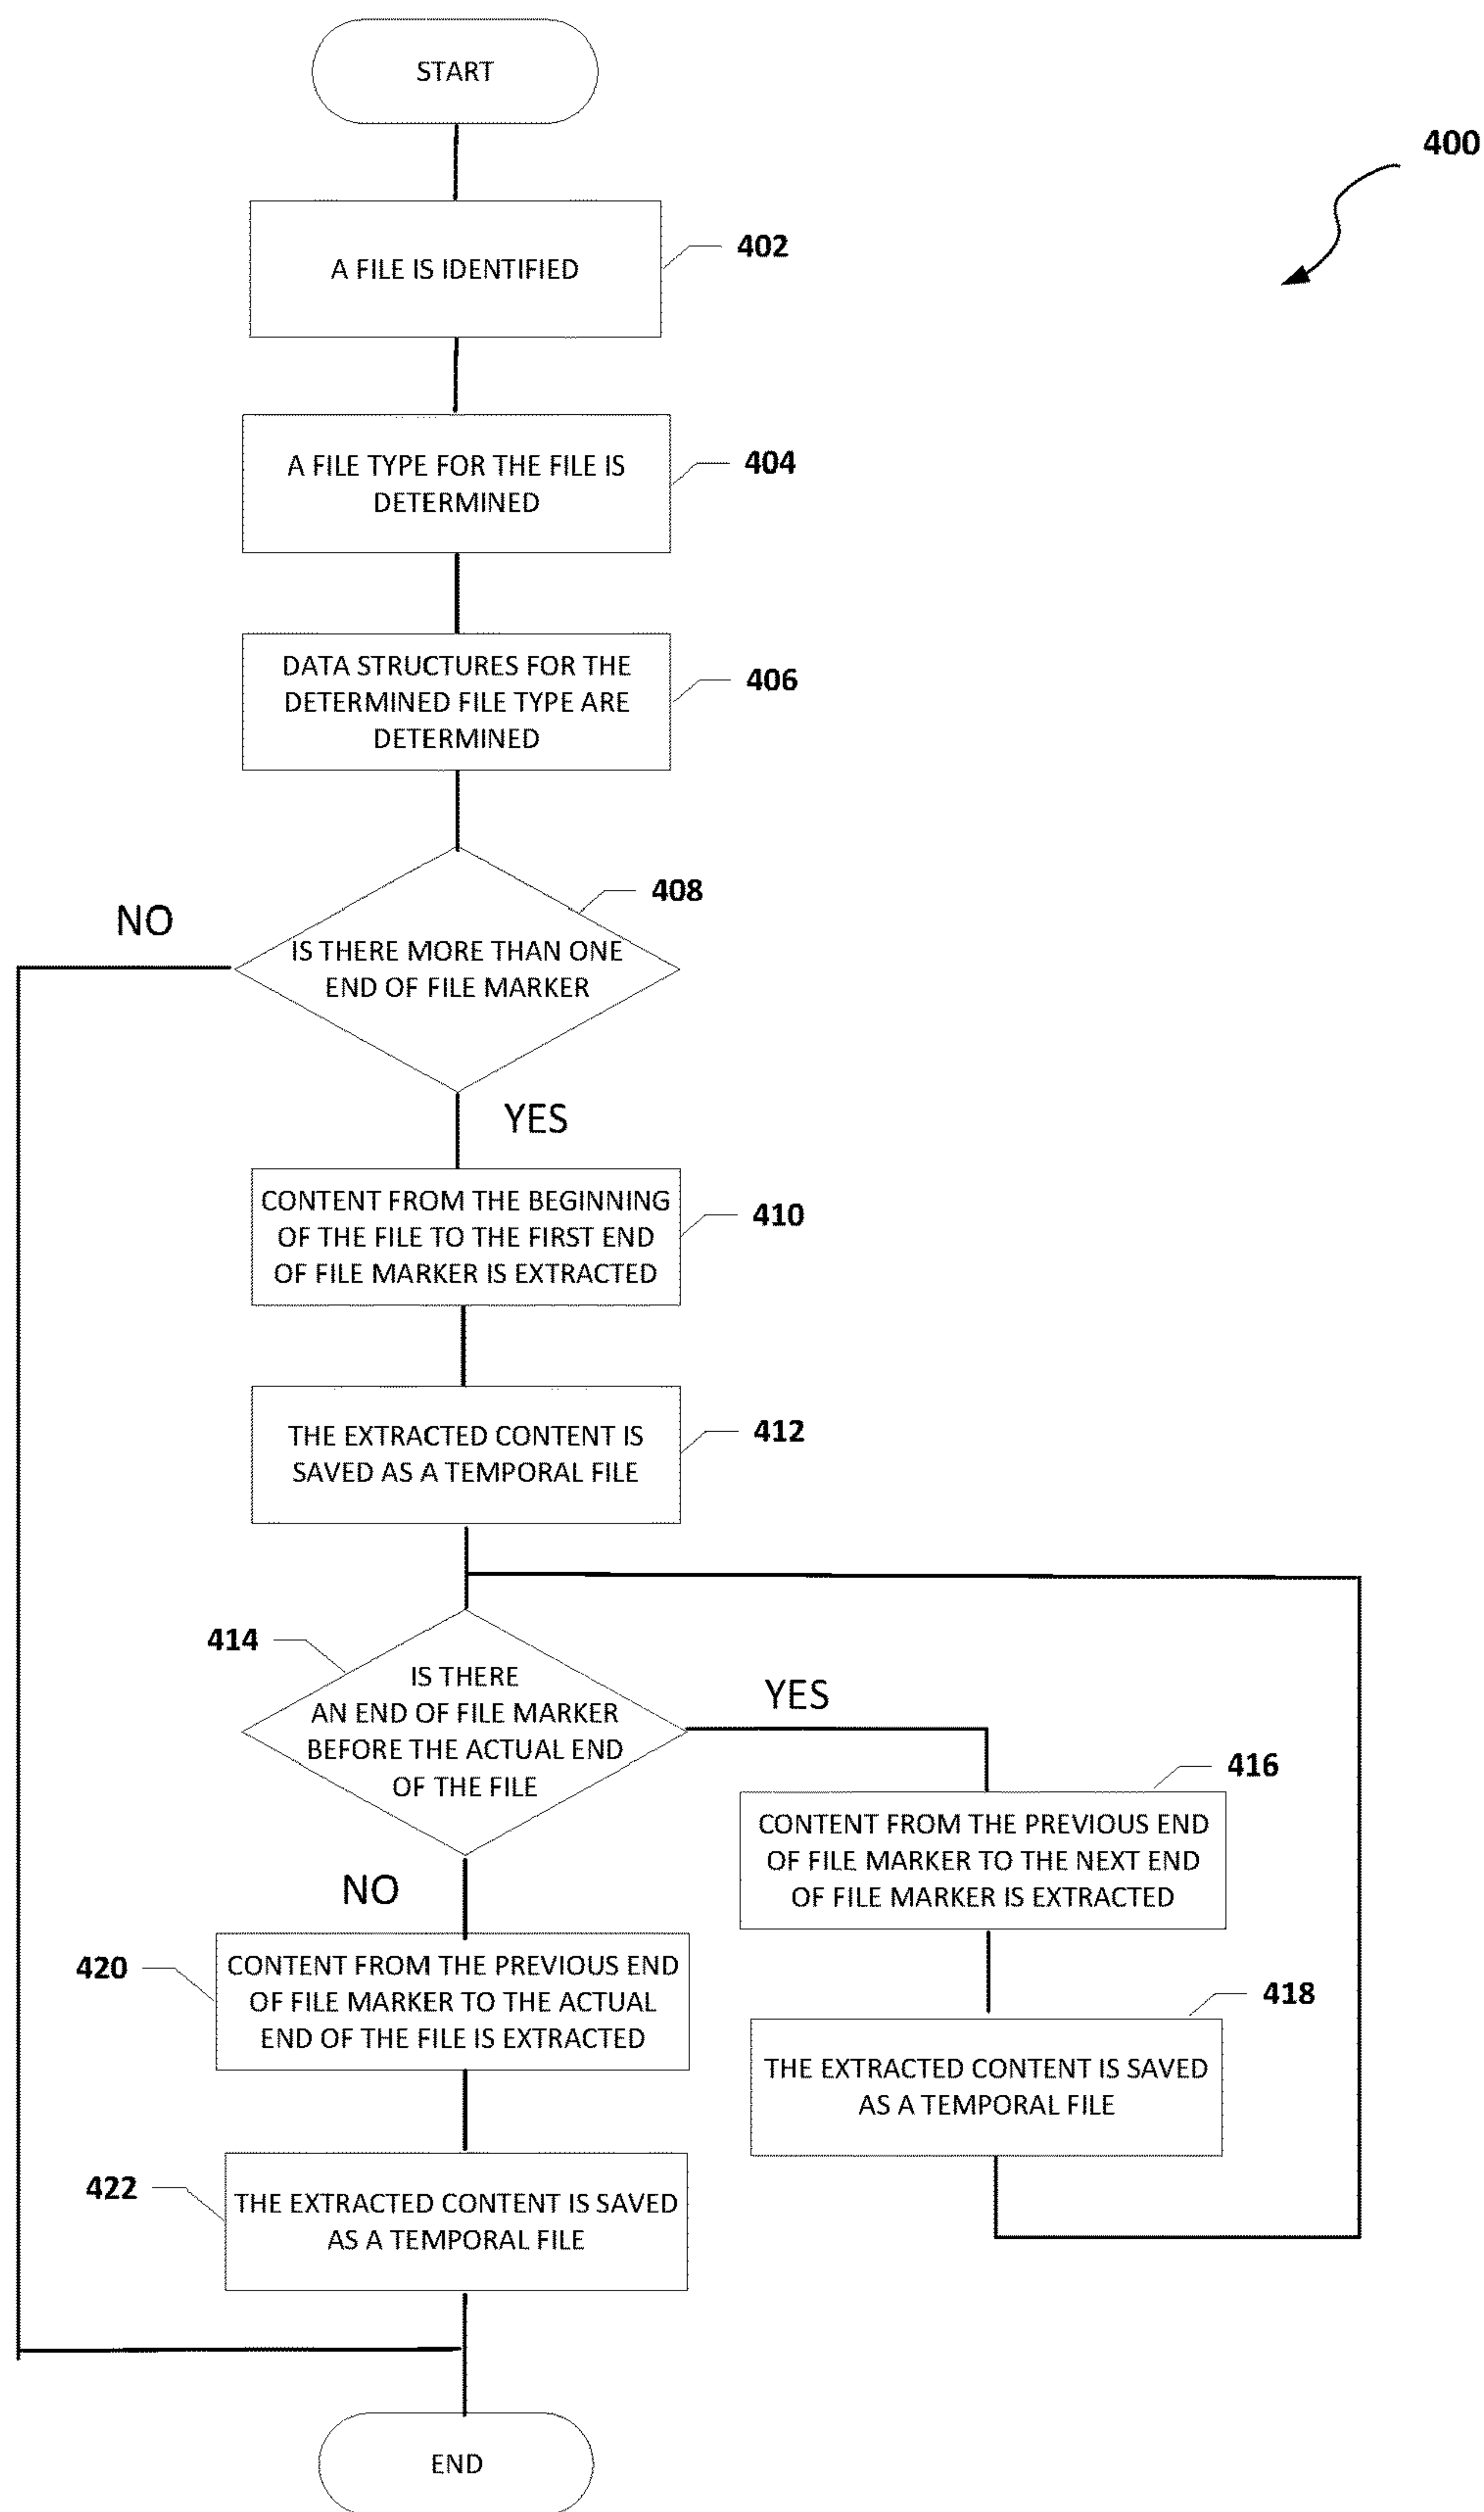 START
400
A FILE IS IDENTIFIED
402
A FILE TYPE FOR THE FILE IS
DETERMINED
404
DATA STRUCTURES FOR THE
DETERMINED FILE TYPE ARE
DETERMINED
406
408
NO
IS THERE MORE THAN ONE
END OF FILE MARKER
YES
CONTENT FROM THE BEGINNING
OF THE FILE TO THE FIRST END
OF FILE MARKER IS EXTRACTED
410
THE EXTRACTED CONTENT IS
SAVED AS A TEMPORAL FILE
412
414
IS THERE
AN END OF FILE MARKER
BEFORE THE ACTUAL END
OF THE FILE
YES
416
CONTENT FROM THE PREVIOUS END
OF FILE MARKER TO THE NEXT END
OF FILE MARKER IS EXTRACTED
NO
420
CONTENT FROM THE PREVIOUS END
OF FILE MARKER TO THE ACTUAL
END OF THE FILE IS EXTRACTED
418
THE EXTRACTED CONTENT IS SAVED
AS A TEMPORAL FILE
422
THE EXTRACTED CONTENT IS SAVED
AS A TEMPORAL FILE
END